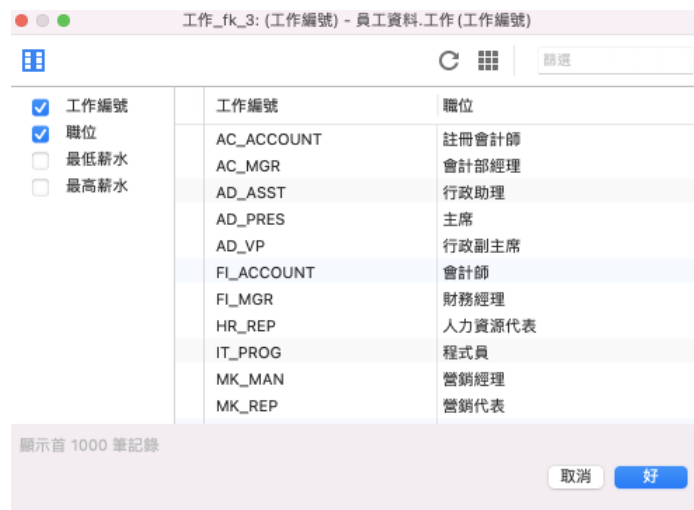 工作_fk_3: (工作編號) - 員工資料.工作 (工作編號)
篩選
工作編號
職位
最低薪水
最高薪水
工作編號 職位
AC_ACCOUNT 註冊會計師
AC_MGR 會計部經理
AD_ASST 行政助理
AD_PRES 主席
AD_VP 行政副主席
FI_ACCOUNT 會計師
FI_MGR 財務經理
HR_REP 人力資源代表
IT_PROG 程式員
MK_MAN 營銷經理
MK_REP 營銷代表
顯示首 1000 筆記錄
取消 好